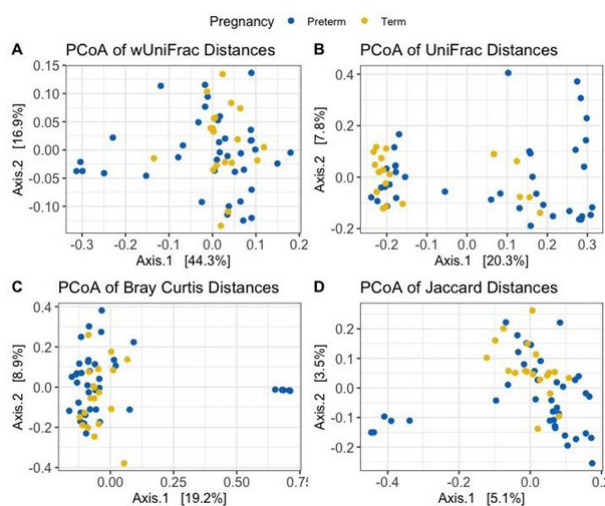 Pregnancy Preterm Term
A PCoA of wUniFrac Distances
0.15
0.10
0.05
0.00
-0.05
-0.10
Axis.2 [16.9%]
-0.3 -0.2 -0.1 0.0 0.1 0.2
Axis.1 [44.3%]
B PCoA of UniFrac Distances
0.4
0.2
0.0
-0.2
Axis.2 [7.8%]
-0.2 -0.1 0.0 0.1 0.2 0.3
Axis.1 [20.3%]
C PCoA of Bray Curtis Distances
0.4
0.2
0.0
-0.2
-0.4
Axis.2 [8.9%]
0.00 0.25 0.50 0.75
Axis.1 [19.2%]
D PCoA of Jaccard Distances
0.2
0.1
0.0
-0.1
-0.2
Axis.2 [3.5%]
-0.4 -0.2 0.0 0.2
Axis.1 [5.1%]